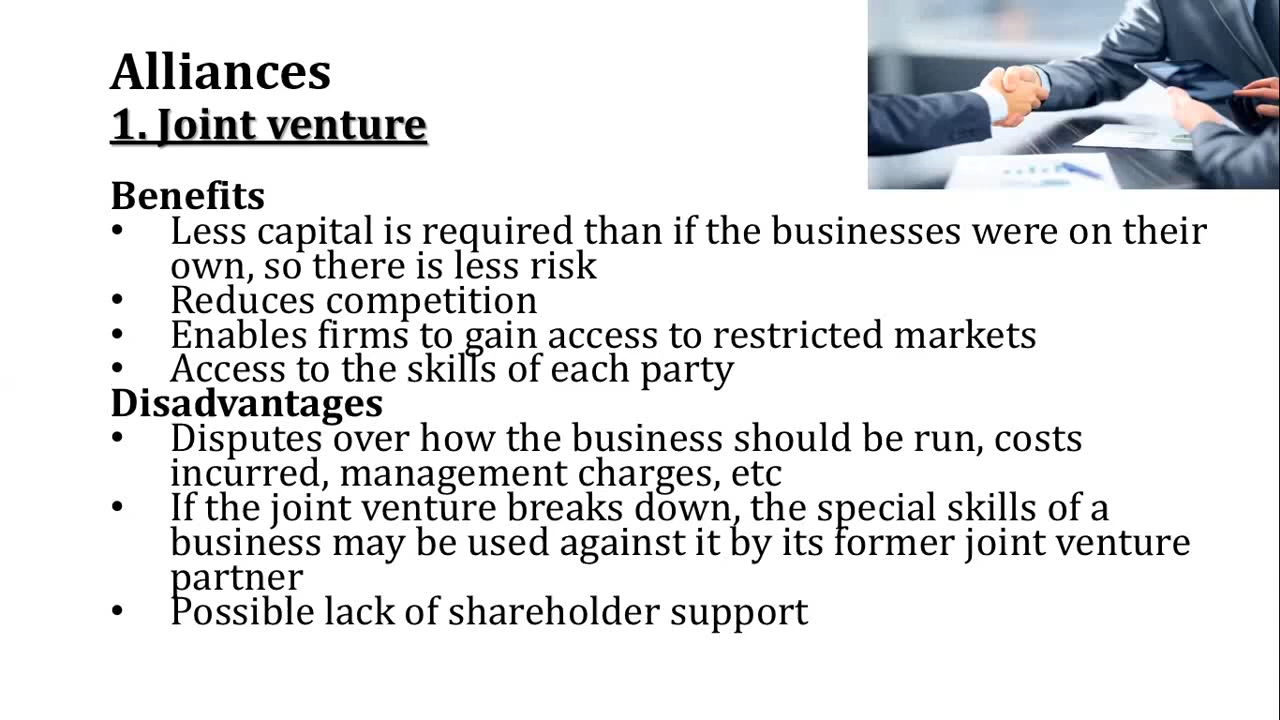 Alliances
1. Joint venture
Benefits
• Less capital is required than if the businesses were on their
own, so there is less risk
• Reduces competition
• Enables firms to gain access to restricted markets
• Access to the skills of each party
Disadvantages
• Disputes over how the business should be run, costs
incurred, management charges, etc
• If the joint venture breaks down, the special skills of a
business may be used against it by its former joint venture
partner
• Possible lack of shareholder support